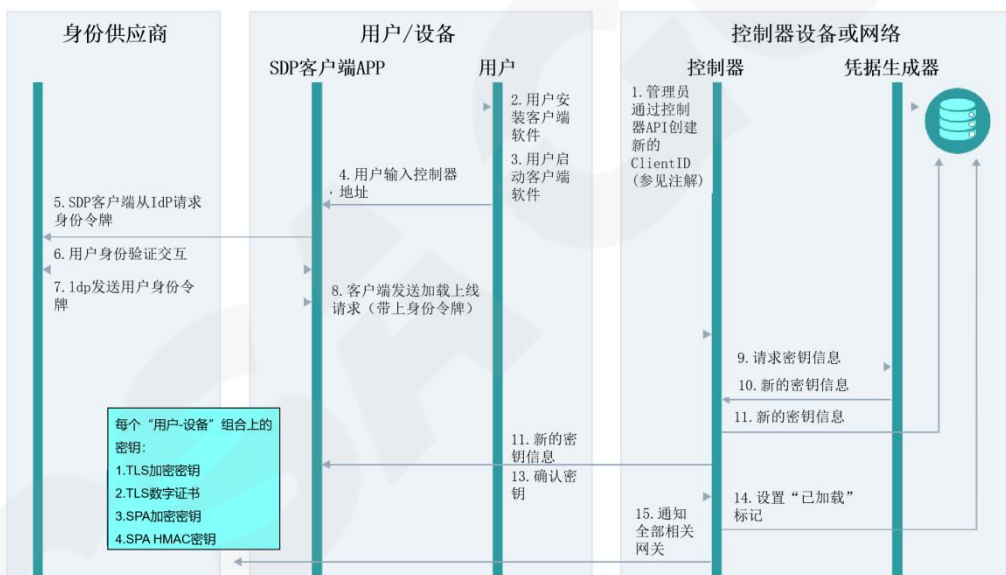 身份供应商
用户/设备
控制器设备或网络
SDP客户端APP
用户
控制器
凭据生成器
1.管理员
通过控制
器API创建
新的
ClientID
(参见注解)
2.用户安
装客户端
软件
3.用户启
动客户端
软件
4.用户输入控制器
地址
5.SDP客户端从IdP请求
身份令牌
6.用户身份验证交互
7.ldp发送用户身份令
牌
8.客户端发送加载上线
请求（带上身份令牌）
9.请求密钥信息
10.新的密钥信息
11.新的密钥信息
11.新的密
钥信息
13.确认密
钥
14.设置“已加载”
标记
15.通知
全部相关
网关
每个“用户-设备”组合上的
密钥：
1.TLS加密密钥
2.TLS数字证书
3.SPA加密密钥
4.SPA HMAC密钥